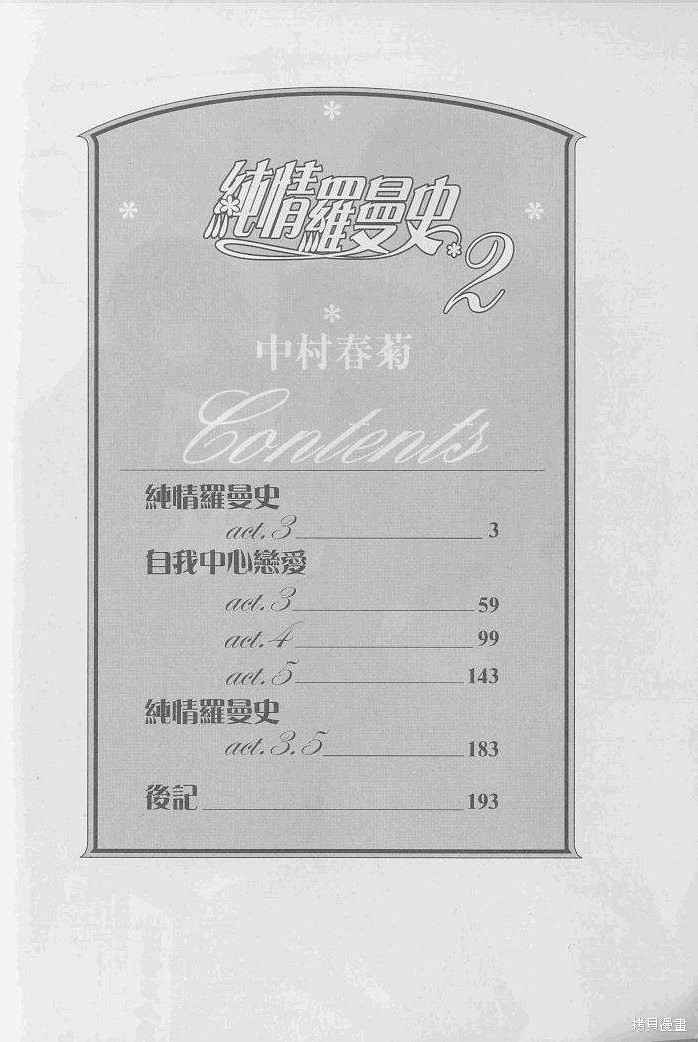 純情羅曼史 2
中村春菊
Contents
純情羅曼史
act.3 3
自我中心戀愛
act.3 59
act.4 99
act.5 143
純情羅曼史
act.3.5 183
後記 193
拷貝漫畫